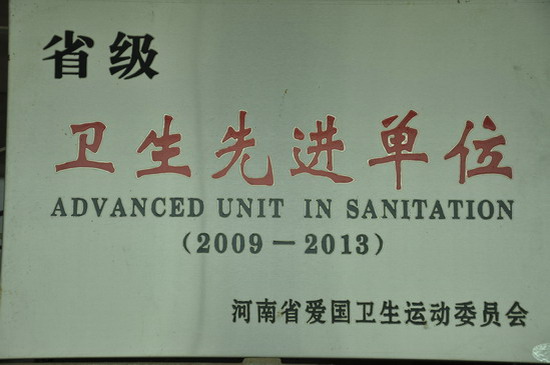 省级
卫生先进单位
ADVANCED UNIT IN SANITATION
(2009－2013)
河南省爱国卫生运动委员会